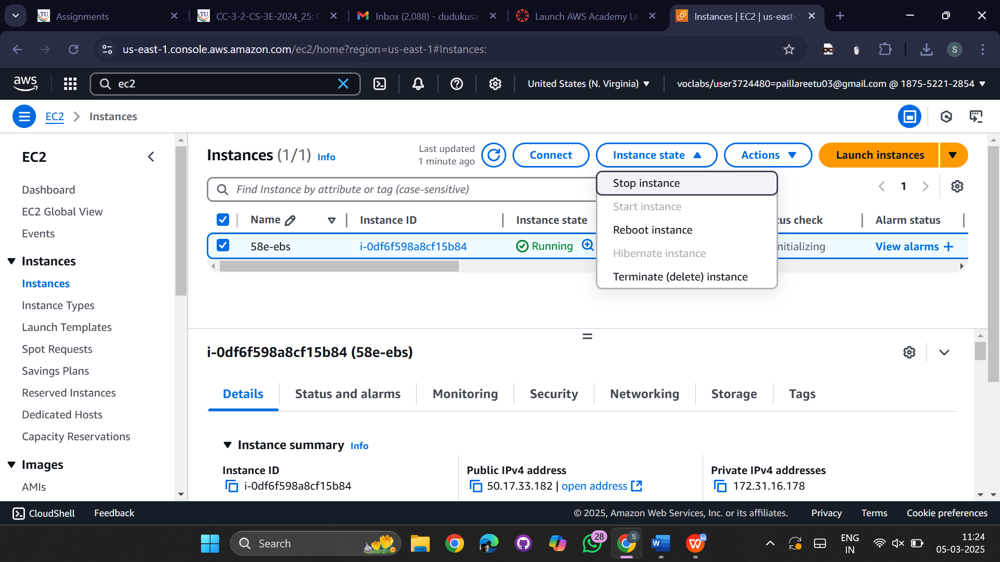 Assignments
CC-3-2-CS-3E-2024_25:
Inbox (2,088) - dudukusa
Launch AWS Academy Le
Instances | EC2 | us-east-
us-east-1.console.aws.amazon.com/ec2/home?region=us-east-1#Instances:
S
aws
ec2
United States (N. Virginia)
voclabs/user3724480=paillareetu03@gmail.com @ 1875-5221-2854
EC2
Instances
EC2
Dashboard
EC2 Global View
Events
Instances
Instances
Instance Types
Launch Templates
Spot Requests
Savings Plans
Reserved Instances
Dedicated Hosts
Capacity Reservations
Images
AMIs
Instances (1/1) Info
Last updated
1 minute ago
Connect
Instance state
Actions
Launch instances
Find Instance by attribute or tag (case-sensitive)
1
Stop instance
Start instance
Reboot instance
Hibernate instance
Terminate (delete) instance
Name
Instance ID
Instance state
tus check
Alarm status
58e-ebs
i-0df6f598a8cf15b84
Running
nitializing
View alarms
i-0df6f598a8cf15b84 (58e-ebs)
Details
Status and alarms
Monitoring
Security
Networking
Storage
Tags
Instance summary Info
Instance ID
i-0df6f598a8cf15b84
Public IPv4 address
50.17.33.182 | open address
Private IPv4 addresses
172.31.16.178
CloudShell
Feedback
© 2025, Amazon Web Services, Inc. or its affiliates.
Privacy
Terms
Cookie preferences
Search
28
S
ENG
IN
11:24
05-03-2025